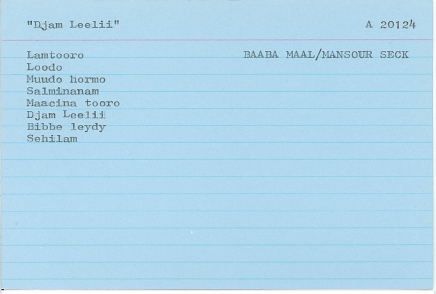 "Djam Leelii" A 20124
Lamtooro BAABA MAAL/MANSOUR SECK
Loodo
Muudo hormo
Salminanam
Maacina tooro
Djam Leelii
Bibbe leydy
Sehilam